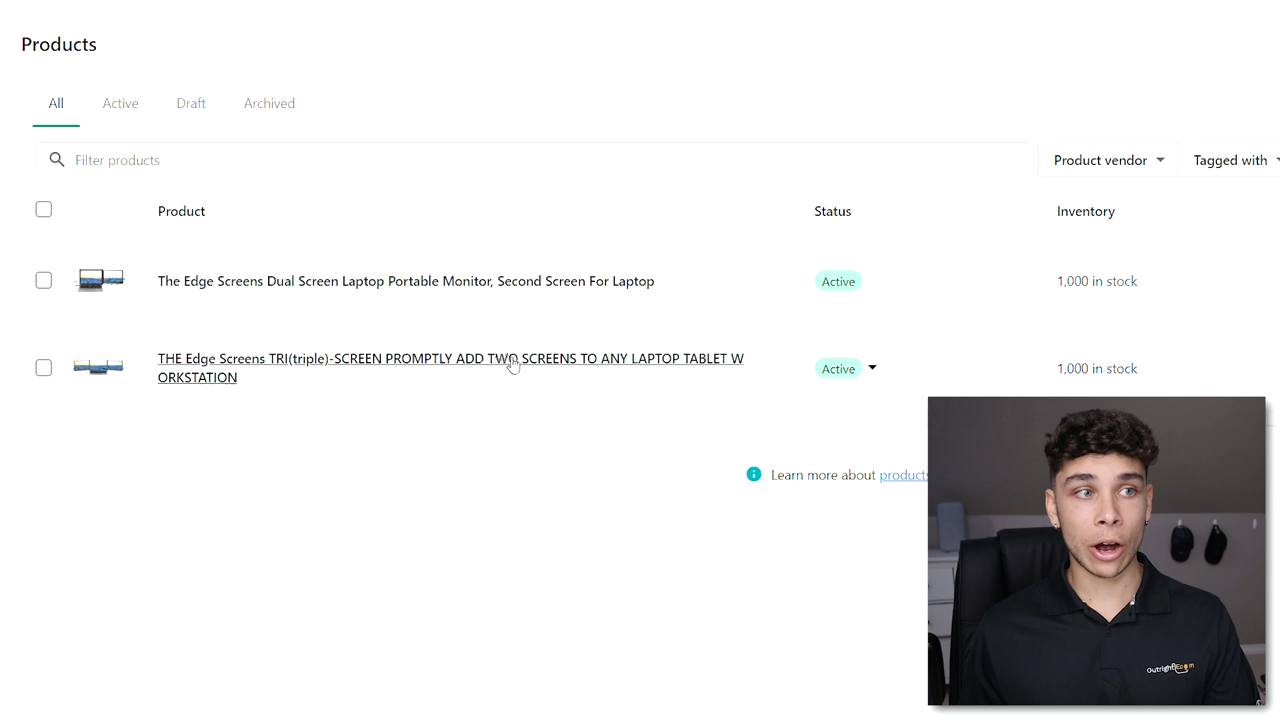 Products
All Active Draft Archived
Filter products Product vendor Tagged with
Product Status Inventory
The Edge Screens Dual Screen Laptop Portable Monitor, Second Screen For Laptop Active 1,000 in stock
THE Edge Screens TRI(triple)-SCREEN PROMPTLY ADD TWO SCREENS TO ANY LAPTOP TABLET W
ORKSTATION
Active 1,000 in stock
Learn more about products
OutrightEcom